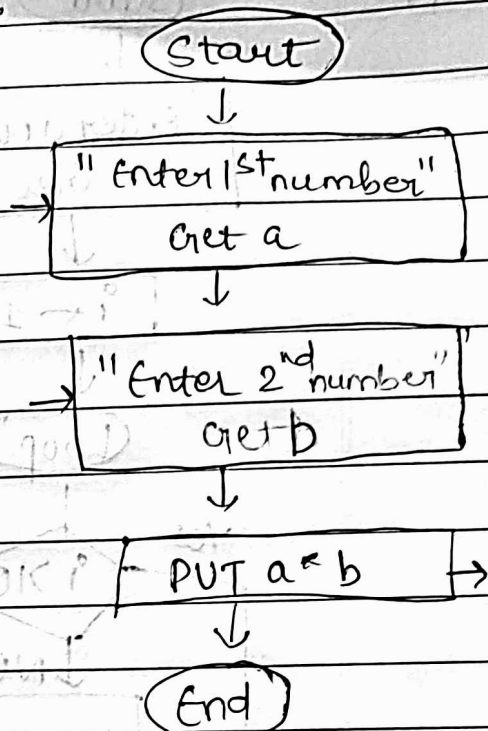 Start
"Enter 1st number"
Get a
"Enter 2nd number"
Get b
PUT a * b
End